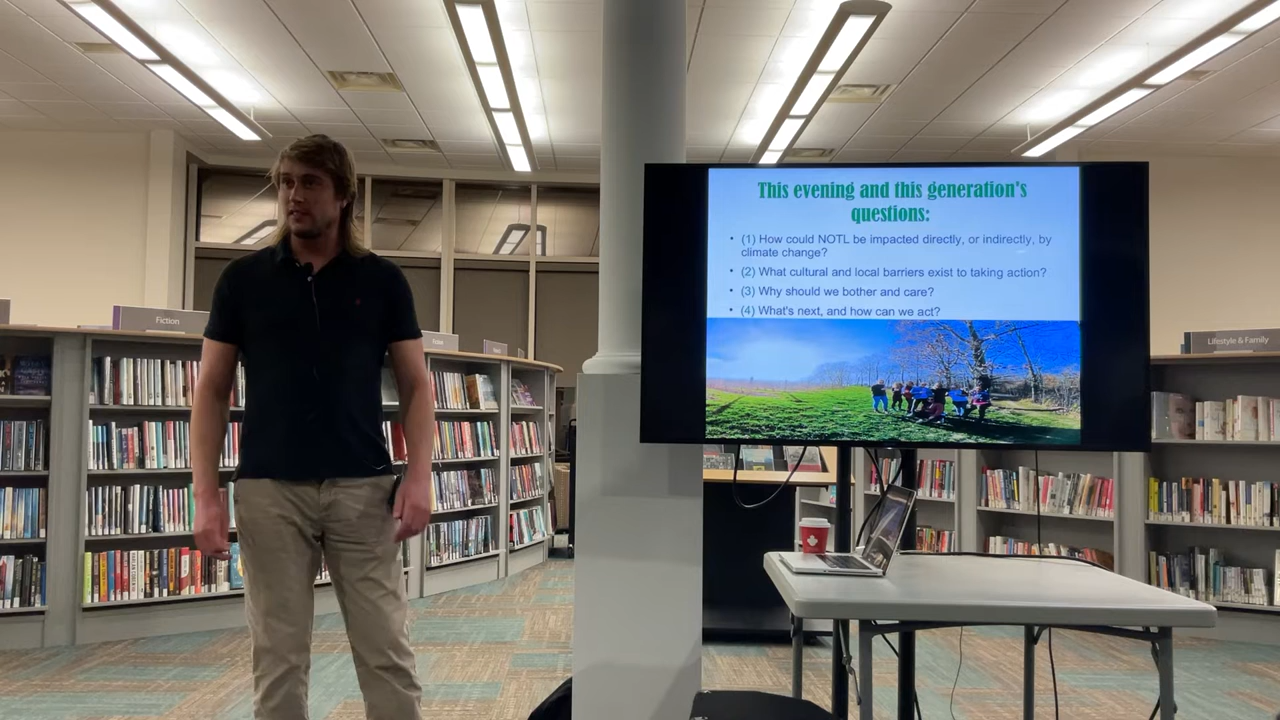 This evening and this generation's
questions:
• (1) How could NOTL be impacted directly, or indirectly, by
climate change?
• (2) What cultural and local barriers exist to taking action?
• (3) Why should we bother and care?
• (4) What's next, and how can we act?
Fiction
Lifestyle & Family